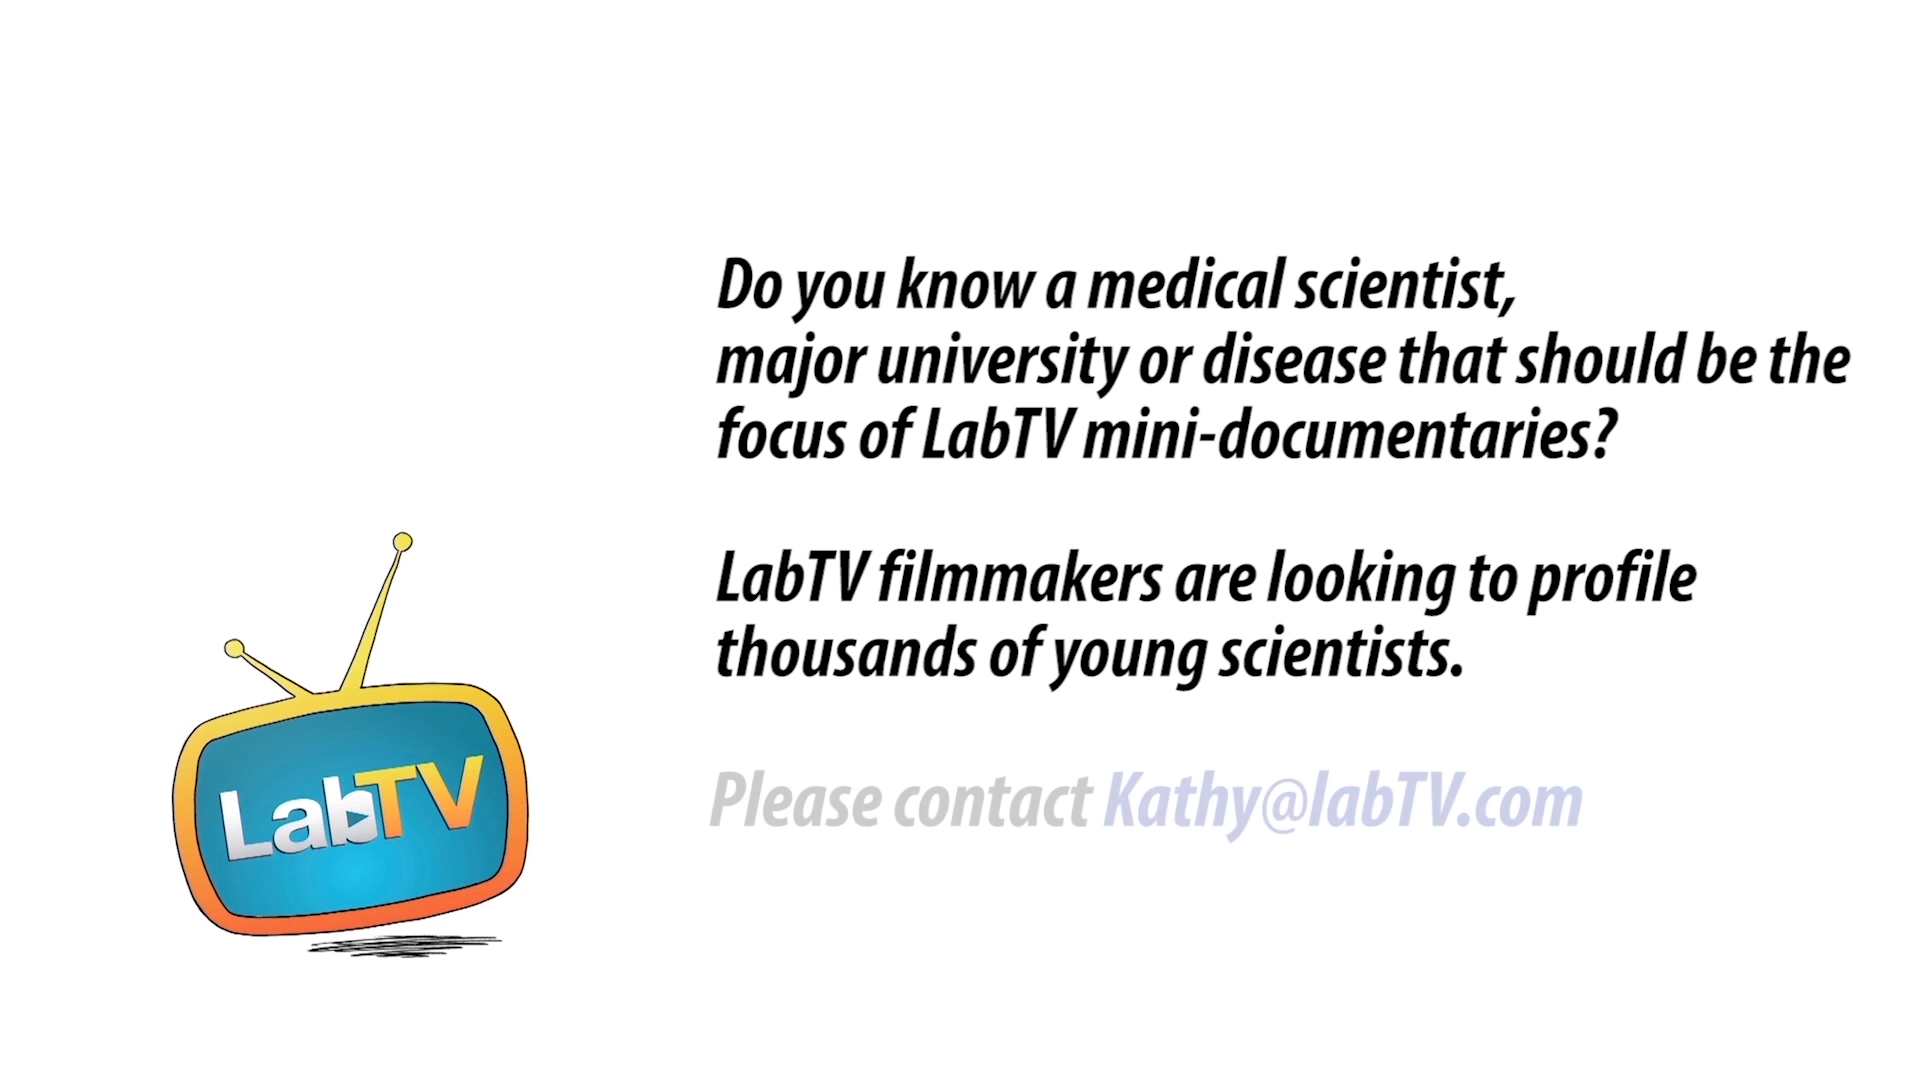 Do you know a medical scientist,
major university or disease that should be the
focus of LabTV mini-documentaries?
LabTV filmmakers are looking to profile
thousands of young scientists.
LabTV
Please contact Kathy@labTV.com